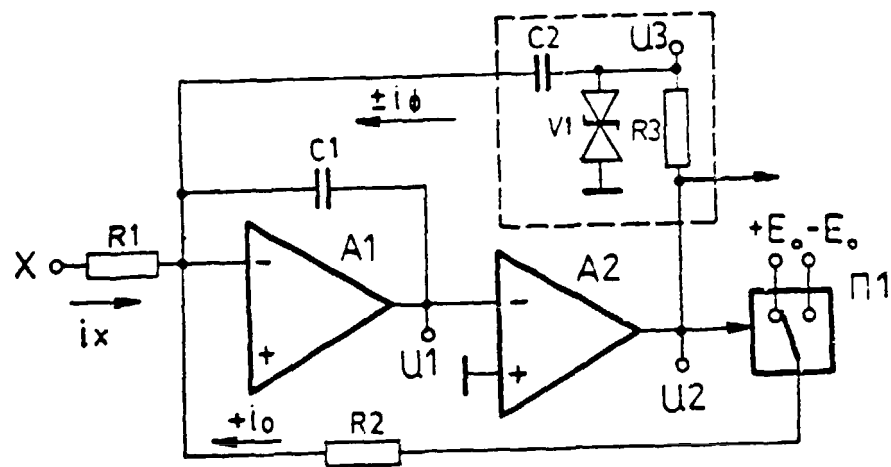 C2
U3
±iф
V1
R3
C1
X
R1
ix
−
A1
+
U1
−
A2
+
U2
+E₀
−E₀
П1
+i₀
R2